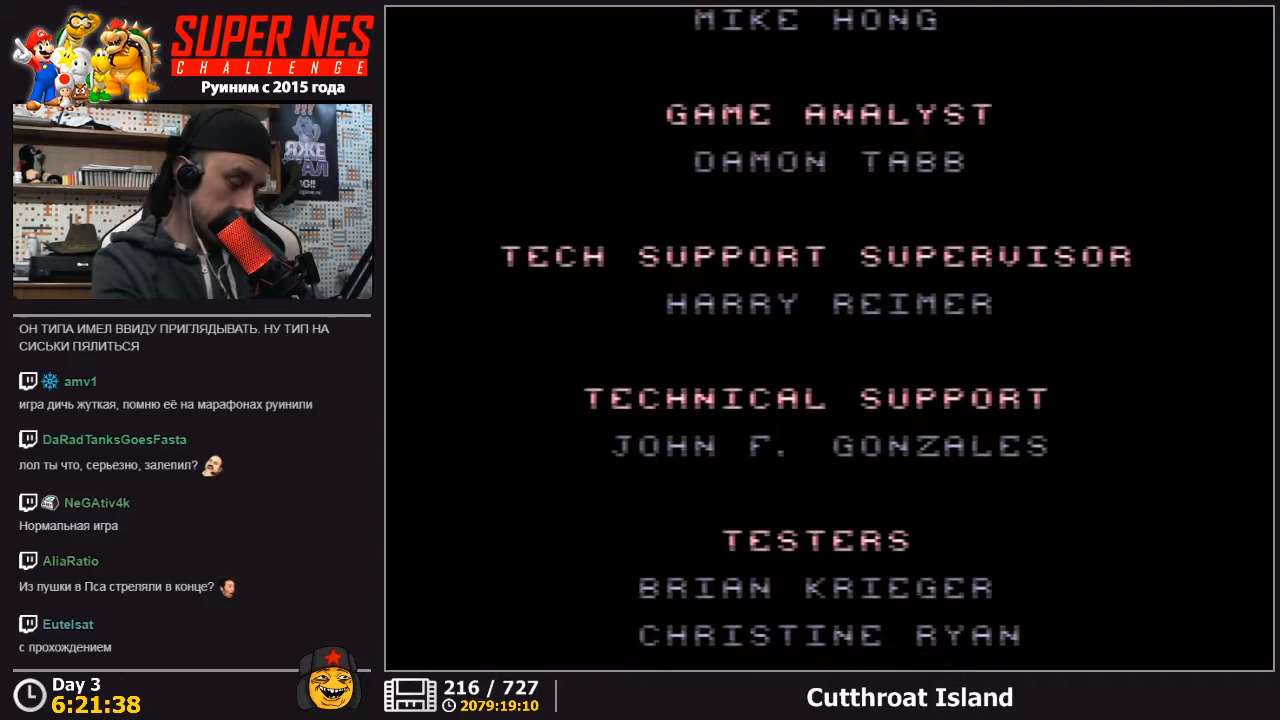 SUPER NES
CHALLENGE
Руиним с 2015 года
ЯЖЕ
ОН ТИПА ИМЕЛ ВВИДУ ПРИГЛЯДЫВАТЬ. НУ ТИП НА
СИСЬКИ ПЯЛИТЬСЯ
amv1
игра дичь жуткая, помню её на марафонах руинили
DaRadTanksGoesFasta
лол ты что, серьезно, залепил?
NeGAtiv4k
Нормальная игра
AliaRatio
Из пушки в Пса стреляли в конце?
Eutelsat
с прохождением
Day 3
6:21:38
MIKE HONG
GAME ANALYST
DAMON TABB
TECH SUPPORT SUPERVISOR
HARRY REIMER
TECHNICAL SUPPORT
JOHN F. GONZALES
TESTERS
BRIAN KRIEGER
CHRISTINE RYAN
216 / 727
2079:19:10
Cutthroat Island